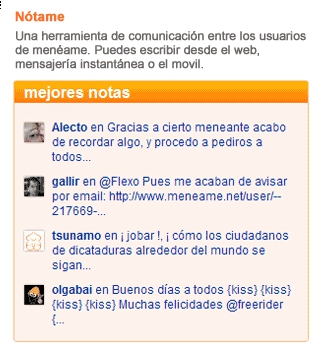 Nótame
Una herramienta de comunicación entre los usuarios
de menéame. Puedes escribir desde el web,
mensajería instantánea o el movil.
mejores notas
Alecto en Gracias a cierto meneante acabo
de recordar algo, y procedo a pediros a
todos...
gallir en @Flexo Pues me acaban de avisar
por email: http://www.meneame.net/user/--
217669-...
tsunamo en ¡ jobar !, ¡ cómo los ciudadanos
de dicataduras alrededor del mundo se
sigan...
olgabai en Buenos días a todos {kiss} {kiss}
{kiss} {kiss} Muchas felicidades @freerider
{...